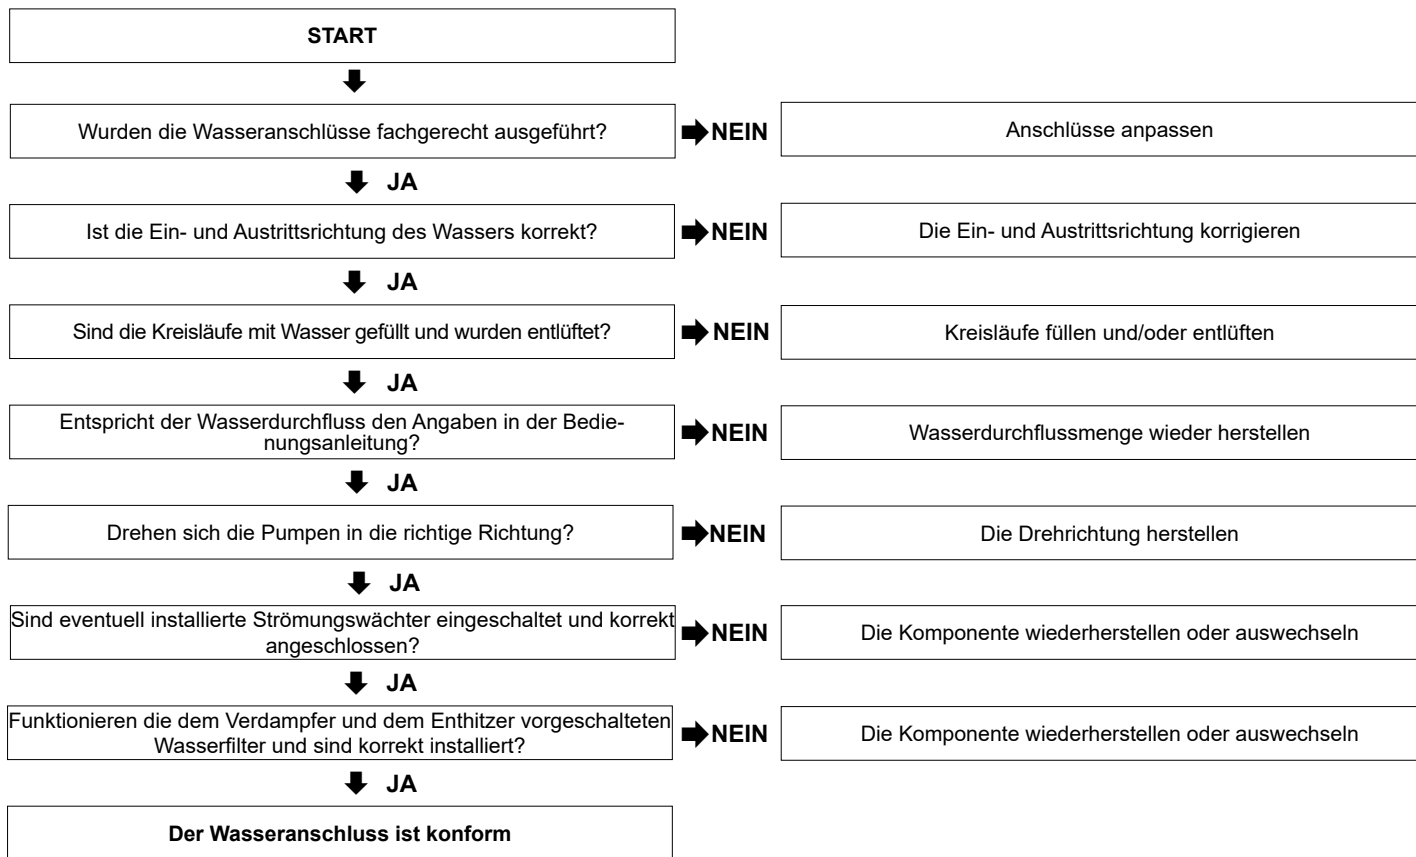 START
Wurden die Wasseranschlüsse fachgerecht ausgeführt?
NEIN
Anschlüsse anpassen
JA
Ist die Ein- und Austrittsrichtung des Wassers korrekt?
NEIN
Die Ein- und Austrittsrichtung korrigieren
JA
Sind die Kreisläufe mit Wasser gefüllt und wurden entlüftet?
NEIN
Kreisläufe füllen und/oder entlüften
JA
Entspricht der Wasserdurchfluss den Angaben in der Bedie-
nungsanleitung?
NEIN
Wasserdurchflussmenge wieder herstellen
JA
Drehen sich die Pumpen in die richtige Richtung?
NEIN
Die Drehrichtung herstellen
JA
Sind eventuell installierte Strömungswächter eingeschaltet und korrekt
angeschlossen?
NEIN
Die Komponente wiederherstellen oder auswechseln
JA
Funktionieren die dem Verdampfer und dem Enthitzer vorgeschalteten
Wasserfilter und sind korrekt installiert?
NEIN
Die Komponente wiederherstellen oder auswechseln
JA
Der Wasseranschluss ist konform